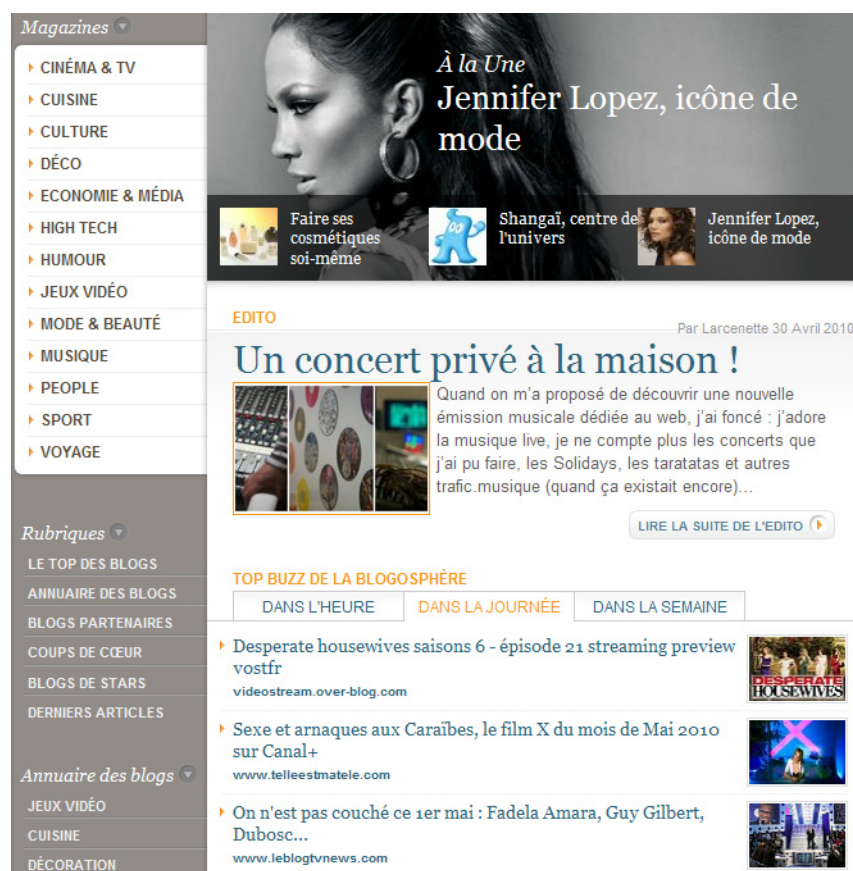 Magazines
CINÉMA & TV
CUISINE
CULTURE
DÉCO
ECONOMIE & MÉDIA
HIGH TECH
HUMOUR
JEUX VIDÉO
MODE & BEAUTÉ
MUSIQUE
PEOPLE
SPORT
VOYAGE
Rubriques
LE TOP DES BLOGS
ANNUAIRE DES BLOGS
BLOGS PARTENAIRES
COUPS DE CŒUR
BLOGS DE STARS
DERNIERS ARTICLES
Annuaire des blogs
JEUX VIDÉO
CUISINE
DÉCORATION
À la Une
Jennifer Lopez, icône de
mode
Faire ses
cosmétiques
soi-même
Shangaï, centre de
l'univers
Jennifer Lopez,
icône de mode
EDITO
Par Larcenette 30 Avril 2010
Un concert privé à la maison !
Quand on m'a proposé de découvrir une nouvelle
émission musicale dédiée au web, j'ai foncé : j'adore
la musique live, je ne compte plus les concerts que
j'ai pu faire, les Solidays, les taratatas et autres
trafic.musique (quand ça existait encore)...
LIRE LA SUITE DE L'EDITO
TOP BUZZ DE LA BLOGOSPHÈRE
DANS L'HEURE
DANS LA JOURNÉE
DANS LA SEMAINE
Desperate housewives saisons 6 - épisode 21 streaming preview
vostfr
videostream.over-blog.com
DESPERATE
HOUSEWIVES
Sexe et arnaques aux Caraïbes, le film X du mois de Mai 2010
sur Canal+
www.telleestmatele.com
On n'est pas couché ce 1er mai : Fadela Amara, Guy Gilbert,
Dubosc...
www.leblogtvnews.com